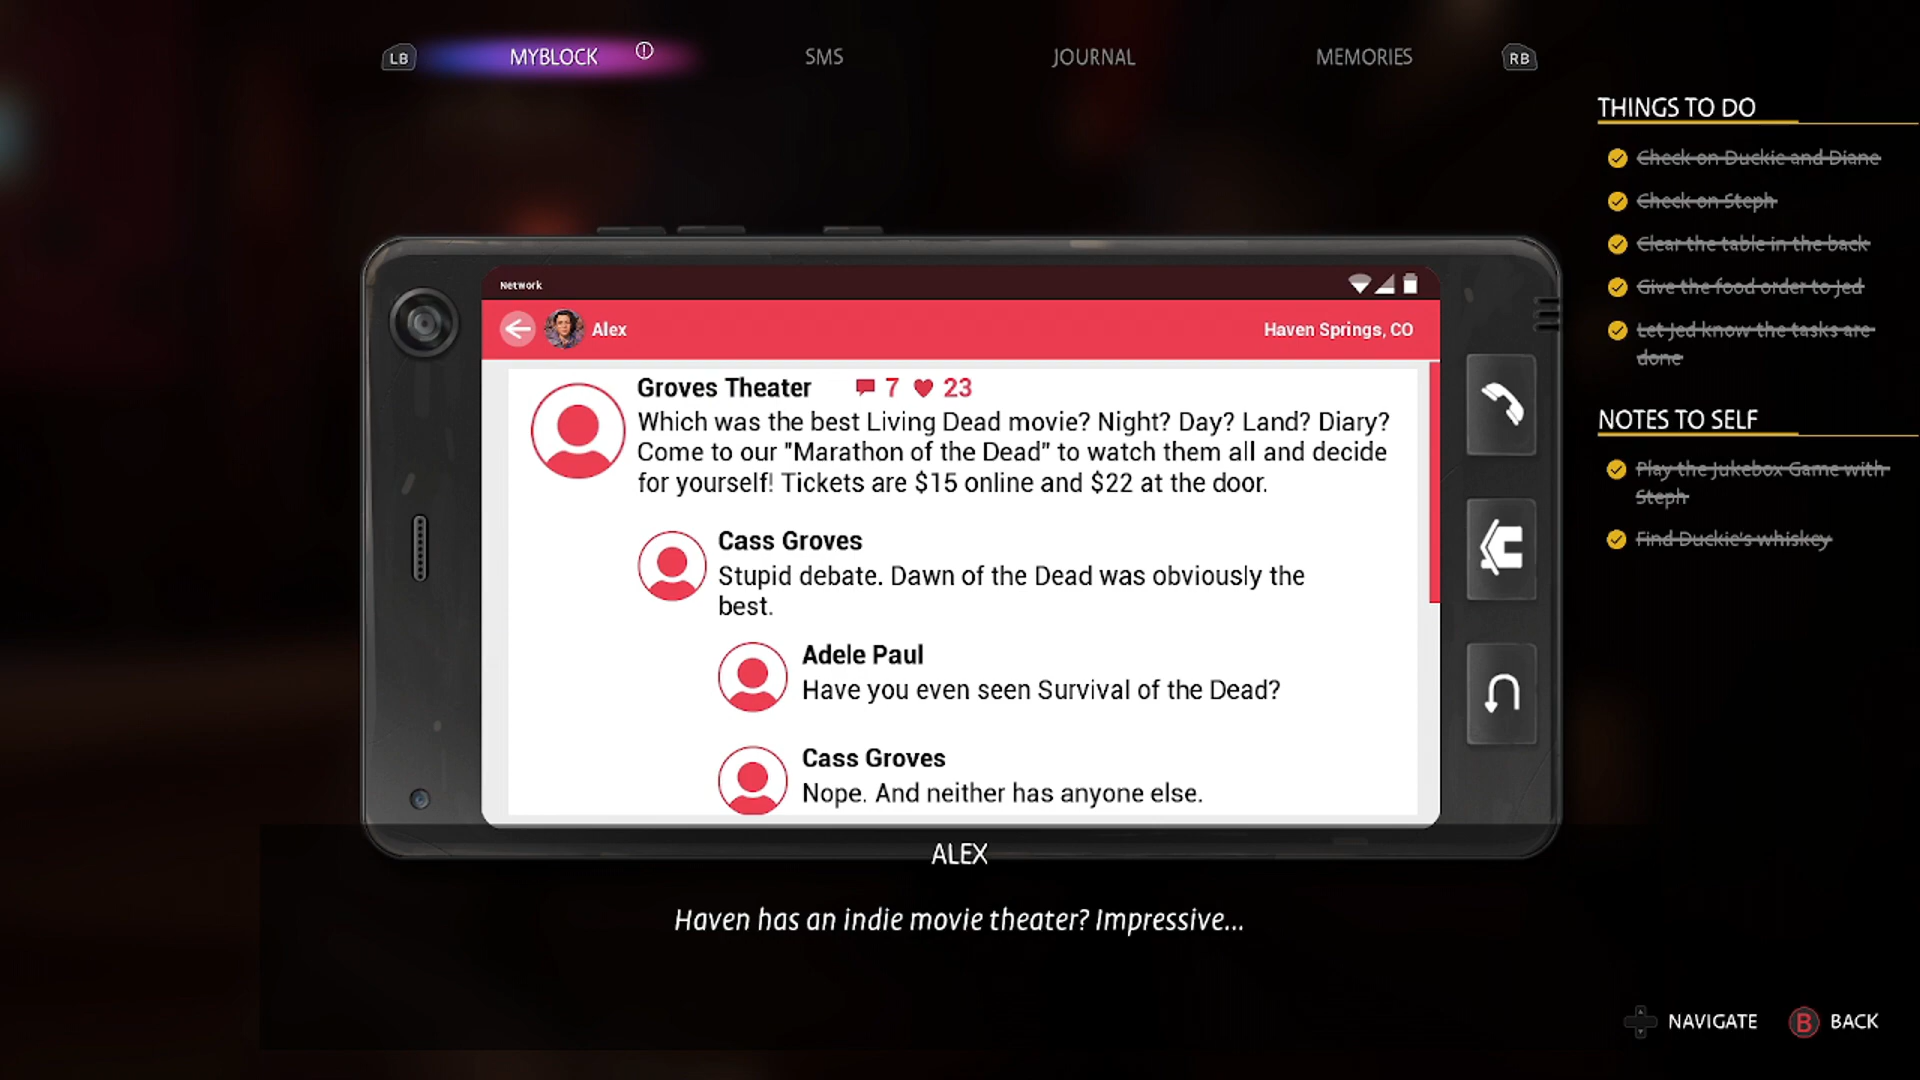 LB
MYBLOCK
SMS
JOURNAL
MEMORIES
RB
THINGS TO DO
Check on Duckie and Diane
Check on Steph
Clear the table in the back
Give the food order to Jed
Let Jed know the tasks are
done
NOTES TO SELF
Play the Jukebox Game with
Steph
Find Duckie's whiskey
Network
Alex
Haven Springs, CO
Groves Theater 7 23
Which was the best Living Dead movie? Night? Day? Land? Diary?
Come to our "Marathon of the Dead" to watch them all and decide
for yourself! Tickets are $15 online and $22 at the door.
Cass Groves
Stupid debate. Dawn of the Dead was obviously the
best.
Adele Paul
Have you even seen Survival of the Dead?
Cass Groves
Nope. And neither has anyone else.
ALEX
Haven has an indie movie theater? Impressive...
NAVIGATE
B BACK